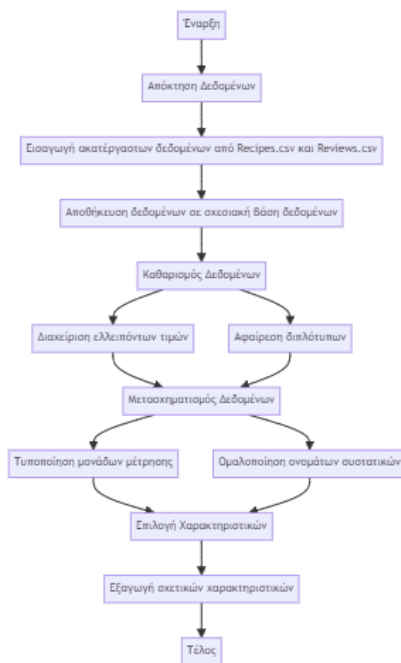 Έναρξη
Απόκτηση Δεδομένων
Εισαγωγή ακατέργαστων δεδομένων από Recipes.csv και Reviews.csv
Αποθήκευση δεδομένων σε σχεσιακή βάση δεδομένων
Καθαρισμός Δεδομένων
Διαχείριση ελλειπόντων τιμών
Αφαίρεση διπλότυπων
Μετασχηματισμός Δεδομένων
Τυποποίηση μονάδων μέτρησης
Ομαλοποίηση ονομάτων συστατικών
Επιλογή Χαρακτηριστικών
Εξαγωγή σχετικών χαρακτηριστικών
Τέλος